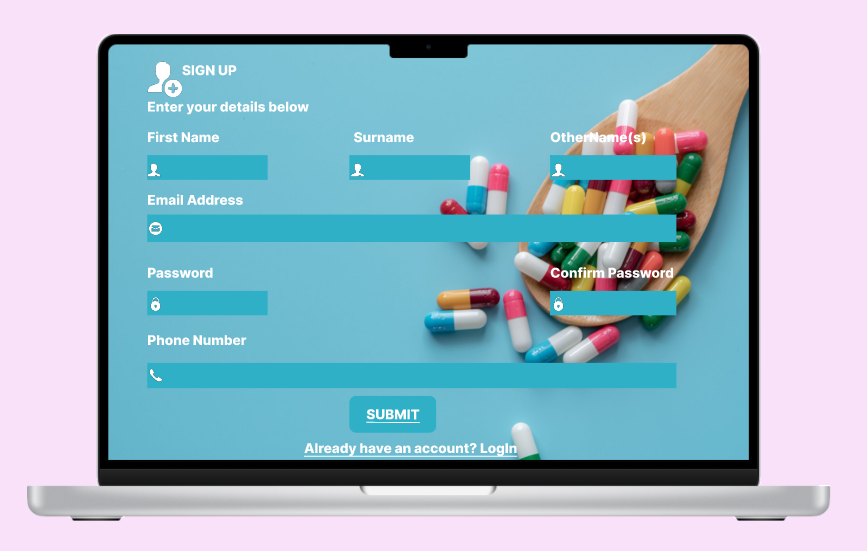 SIGN UP
Enter your details below
First Name Surname OtherName(s)
Email Address
Password Confirm Password
Phone Number
SUBMIT
Already have an account? LogIn